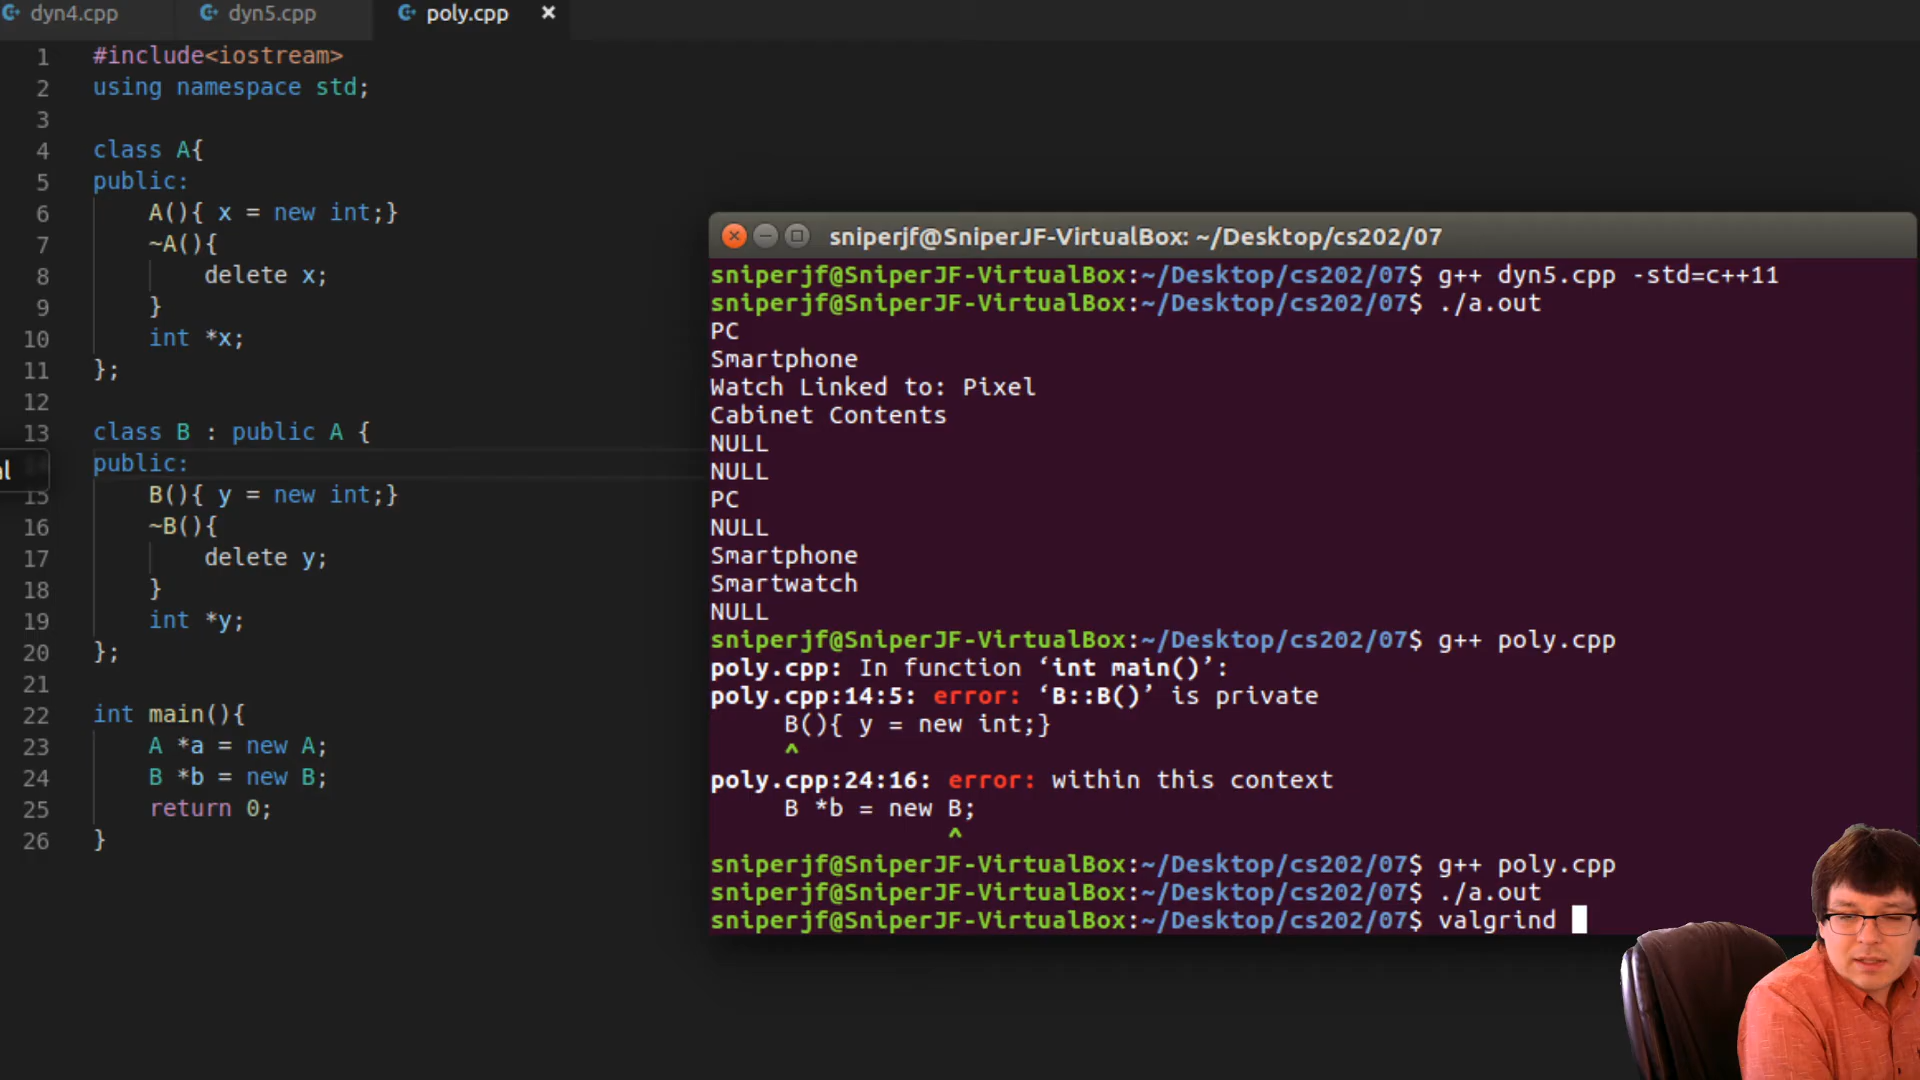 dyn4.cpp dyn5.cpp poly.cpp ×
1 #include<iostream>
2 using namespace std;
3
4 class A{
5 public:
6 A(){ x = new int;}
7 ~A(){
8 delete x;
9 }
10 int *x;
11 };
12
13 class B : public A {
public:
15 B(){ y = new int;}
16 ~B(){
17 delete y;
18 }
19 int *y;
20 };
21
22 int main(){
23 A *a = new A;
24 B *b = new B;
25 return 0;
26 }
sniperjf@SniperJF-VirtualBox: ~/Desktop/cs202/07
sniperjf@SniperJF-VirtualBox:~/Desktop/cs202/07$ g++ dyn5.cpp -std=c++11
sniperjf@SniperJF-VirtualBox:~/Desktop/cs202/07$ ./a.out
PC
Smartphone
Watch Linked to: Pixel
Cabinet Contents
NULL
NULL
PC
NULL
Smartphone
Smartwatch
NULL
sniperjf@SniperJF-VirtualBox:~/Desktop/cs202/07$ g++ poly.cpp
poly.cpp: In function ‘int main()’:
poly.cpp:14:5: error: ‘B::B()’ is private
B(){ y = new int;}
^
poly.cpp:24:16: error: within this context
B *b = new B;
^
sniperjf@SniperJF-VirtualBox:~/Desktop/cs202/07$ g++ poly.cpp
sniperjf@SniperJF-VirtualBox:~/Desktop/cs202/07$ ./a.out
sniperjf@SniperJF-VirtualBox:~/Desktop/cs202/07$ valgrind